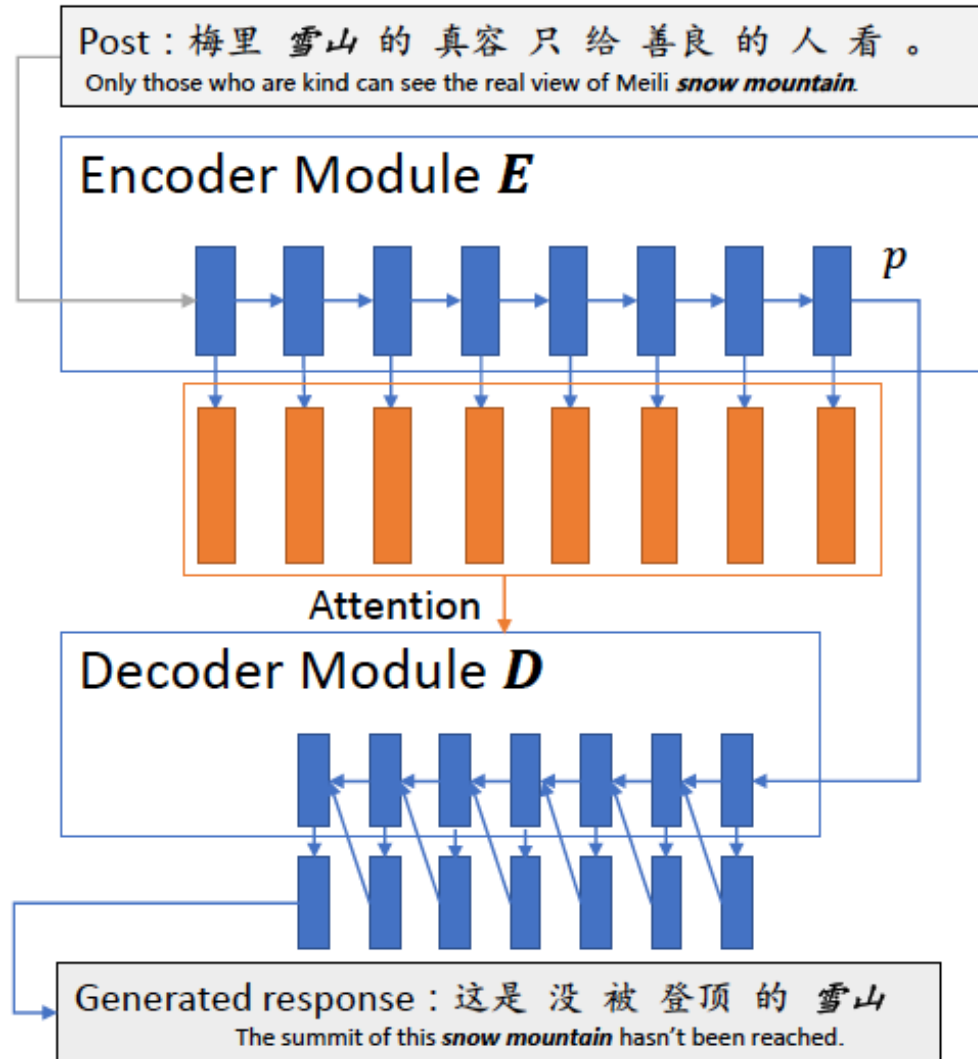 Post : 梅里 雪山 的 真容 只 给 善良 的 人 看 。
Only those who are kind can see the real view of Meili snow mountain.
Encoder Module E
p
Attention
Decoder Module D
Generated response : 这是 没 被 登顶 的 雪山
The summit of this snow mountain hasn't been reached.